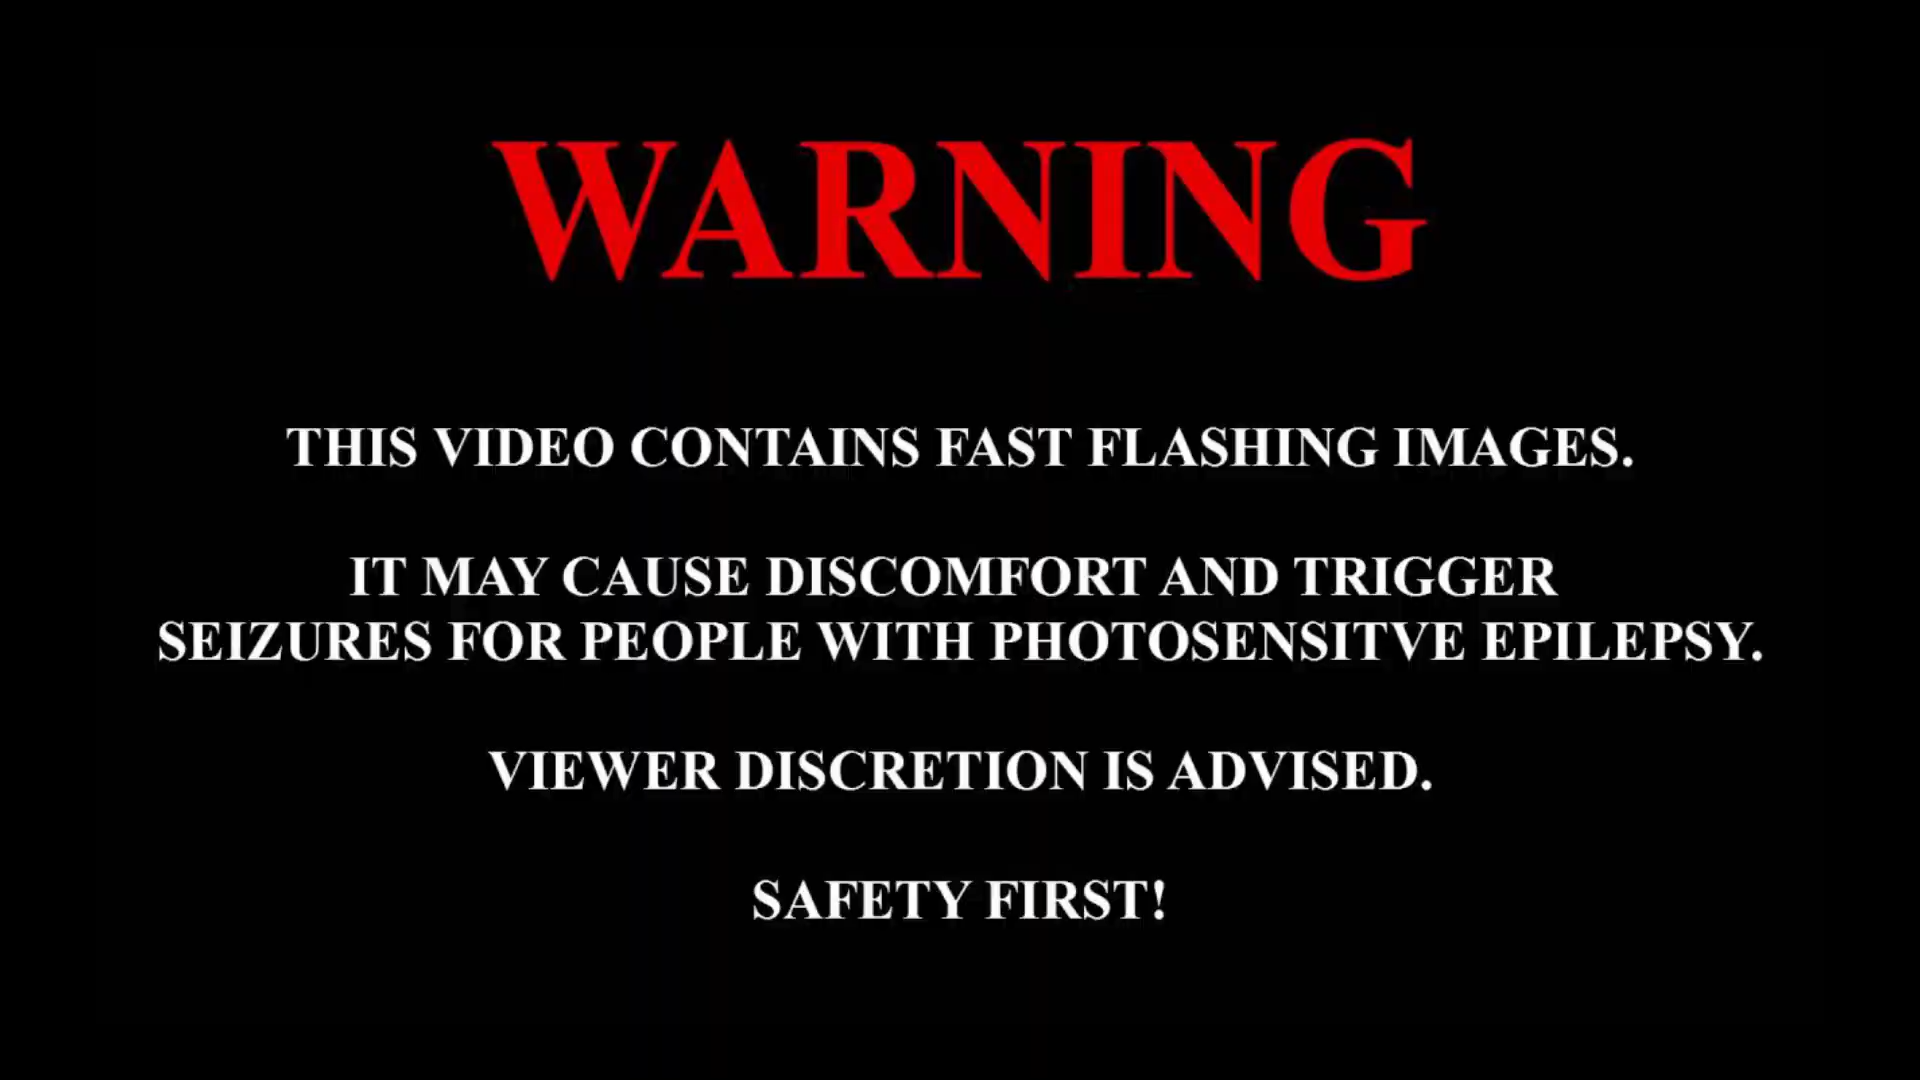 WARNING
THIS VIDEO CONTAINS FAST FLASHING IMAGES.
IT MAY CAUSE DISCOMFORT AND TRIGGER
SEIZURES FOR PEOPLE WITH PHOTOSENSITVE EPILEPSY.
VIEWER DISCRETION IS ADVISED.
SAFETY FIRST!